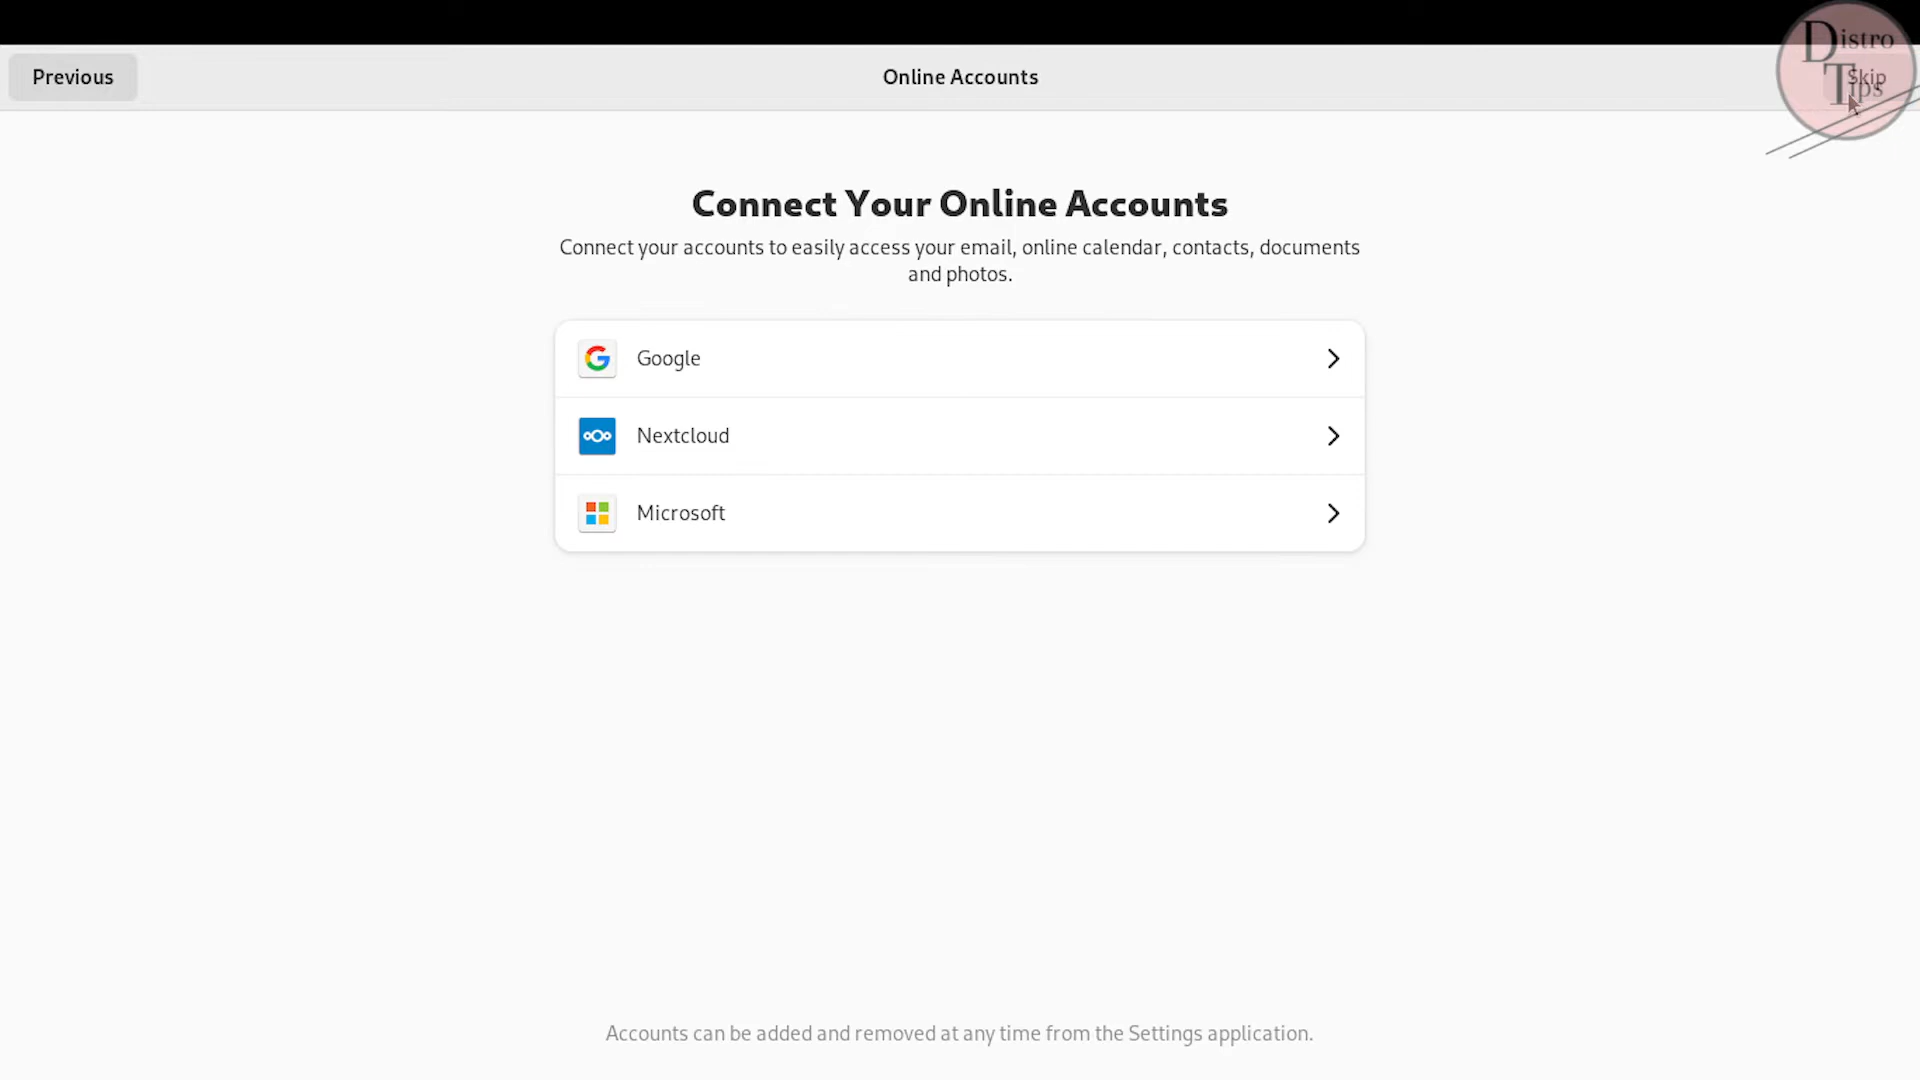 Previous
Online Accounts
Distro
Tips
Skip
Connect Your Online Accounts
Connect your accounts to easily access your email, online calendar, contacts, documents
and photos.
Google
Nextcloud
Microsoft
Accounts can be added and removed at any time from the Settings application.